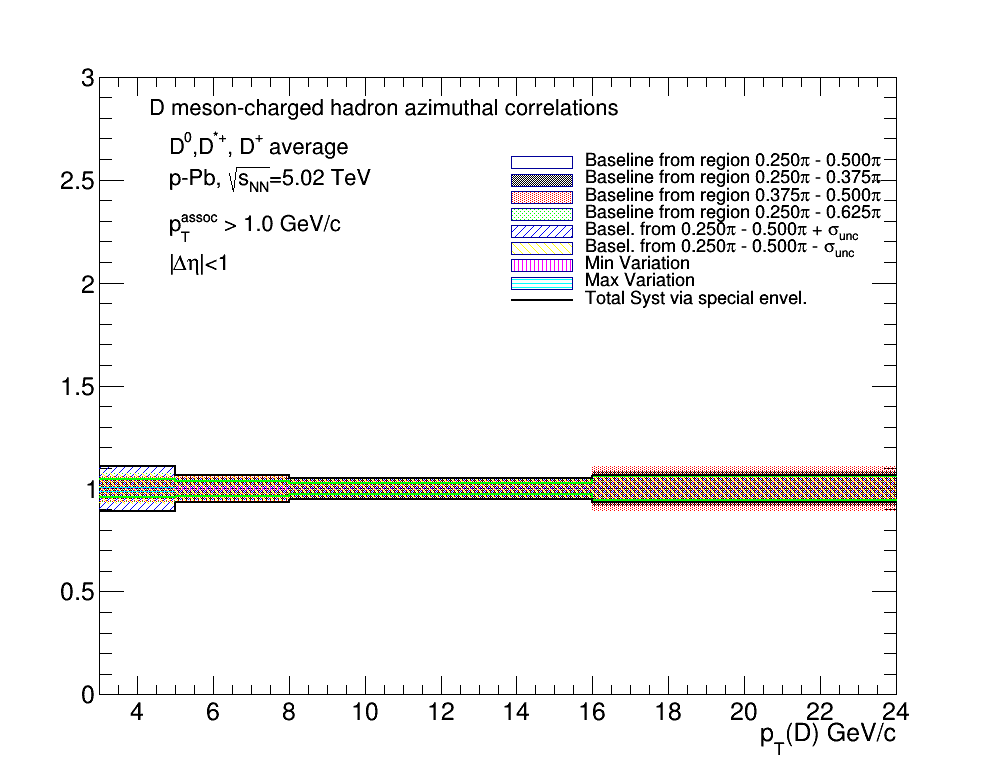 D meson-charged hadron azimuthal correlations
D⁰,D*⁺, D⁺ average
p-Pb, √s_NN=5.02 TeV
p_T^assoc > 1.0 GeV/c
|Δη|<1
Baseline from region 0.250π - 0.500π
Baseline from region 0.250π - 0.375π
Baseline from region 0.375π - 0.500π
Baseline from region 0.250π - 0.625π
Basel. from 0.250π - 0.500π + σ_unc
Basel. from 0.250π - 0.500π - σ_unc
Min Variation
Max Variation
Total Syst via special envel.
3
2.5
2
1.5
1
0.5
0
4 6 8 10 12 14 16 18 20 22 24
p_T(D) GeV/c